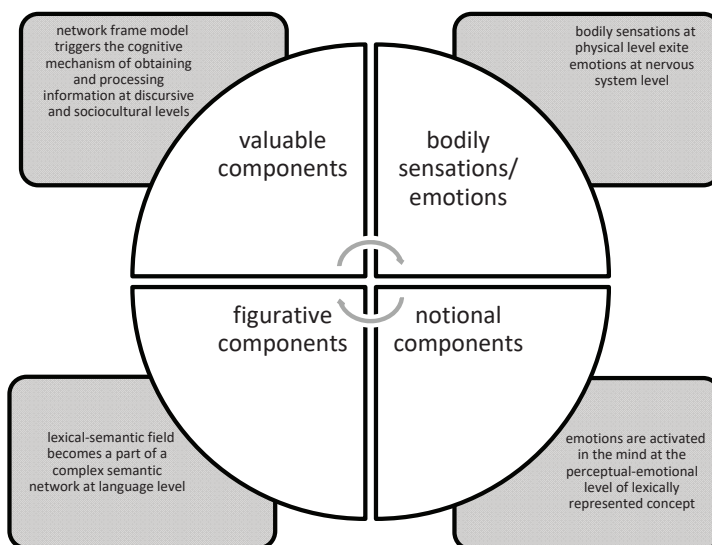 network frame model
triggers the cognitive
mechanism of obtaining
and processing
information at discursive
and sociocultural levels
bodily sensations at
physical level exite
emotions at nervous
system level
valuable
components
bodily
sensations/
emotions
figurative
components
notional
components
lexical-semantic field
becomes a part of a
complex semantic
network at language level
emotions are activated
in the mind at the
perceptual-emotional
level of lexically
represented concept